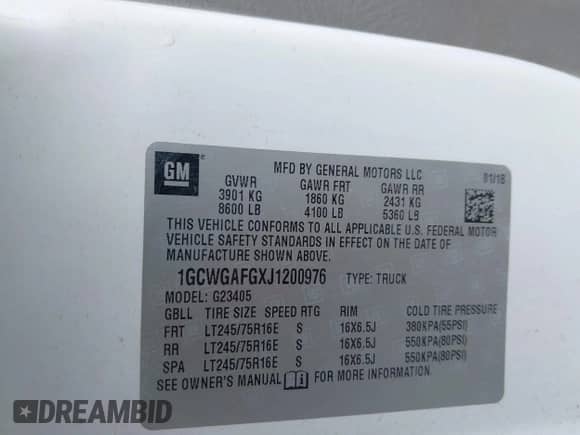 GM
MFD BY GENERAL MOTORS LLC
01/18
GVWR GAWR FRT GAWR RR
3901 KG 1860 KG 2431 KG
8600 LB 4100 LB 5360 LB
THIS VEHICLE CONFORMS TO ALL APPLICABLE U.S. FEDERAL MOTOR
VEHICLE SAFETY STANDARDS IN EFFECT ON THE DATE OF
MANUFACTURE SHOWN ABOVE.
1GCWGAFGXJ1200976 TYPE: TRUCK
MODEL: G23405
GBLL TIRE SIZE SPEED RTG RIM COLD TIRE PRESSURE
FRT LT245/75R16E S 16X6.5J 380KPA(55PSI)
RR LT245/75R16E S 16X6.5J 550KPA(80PSI)
SPA LT245/75R16E S 16X6.5J 550KPA(80PSI)
SEE OWNER'S MANUAL FOR MORE INFORMATION.
DREAMBID